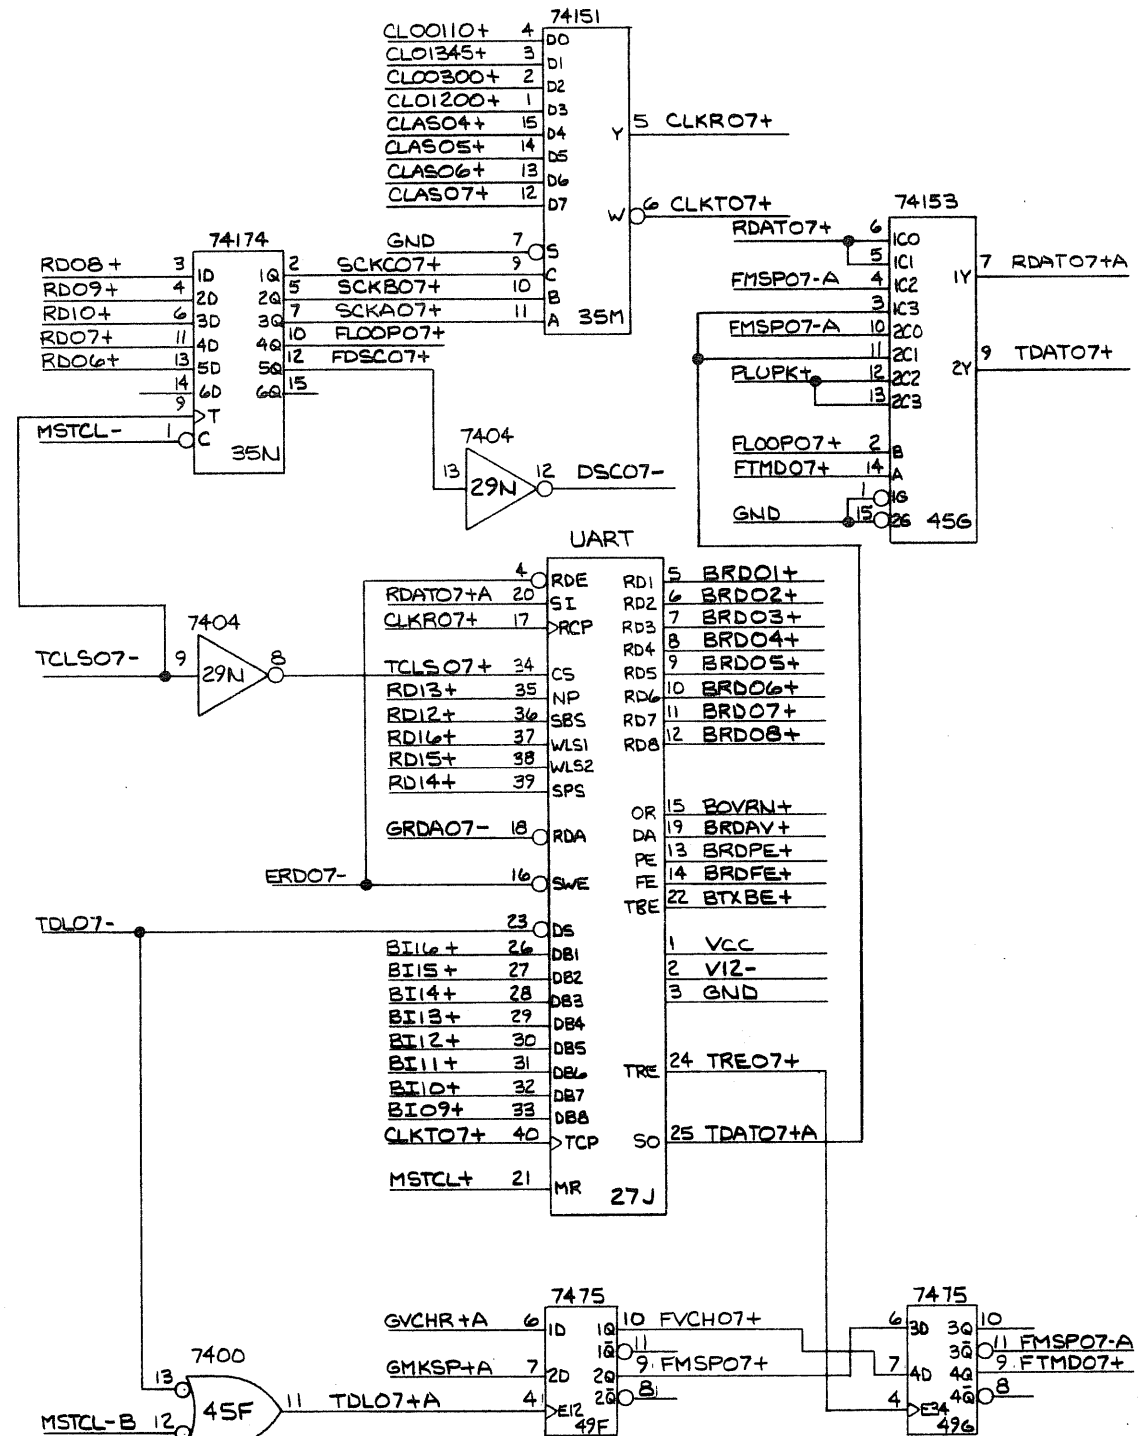 74151
CL00110+ 4 D0
CL01345+ 3 D1
CL00300+ 2 D2
CL01200+ 1 D3
CLAS04+ 15 D4
CLAS05+ 14 D5
CLAS06+ 13 D6
CLAS07+ 12 D7
GND 7 S
SCKC07+ 9 C
SCKB07+ 10 B
SCKA07+ 11 A
35M
Y 5 CLKR07+
W 6 CLKT07+
74174
RD08+ 3 1D 1Q 2
RD09+ 4 2D 2Q 5
RD10+ 6 3D 3Q 7
RD07+ 11 4D 4Q 10 FLOOP07+
RD06+ 13 5D 5Q 12 FDSC07+
14 6D 6Q 15
9 T
MSTCL- 1 C
35N
7404
13 29N 12 DSC07-
74153
RDAT07+ 6 1C0
5 1C1
FMSP07-A 4 1C2
3 1C3
FMSP07-A 10 2C0
11 2C1
PLUPK+ 12 2C2
13 2C3
FLOOP07+ 2 B
FTMD07+ 14 A
1 1G
GND 15 2G
45G
1Y 7 RDAT07+A
2Y 9 TDAT07+
7404
TCLS07- 9 29N 8
UART
4 RDE
RDAT07+A 20 SI
CLKR07+ 17 RCP
TCLS07+ 34 CS
RD13+ 35 NP
RD12+ 36 SBS
RD16+ 37 WLS1
RD15+ 38 WLS2
RD14+ 39 SPS
GRDA07- 18 RDA
ERD07- 16 SWE
TDL07- 23 DS
BI16+ 26 DB1
BI15+ 27 DB2
BI14+ 28 DB3
BI13+ 29 DB4
BI12+ 30 DB5
BI11+ 31 DB6
BI10+ 32 DB7
BI09+ 33 DB8
CLKT07+ 40 TCP
MSTCL+ 21 MR
27J
RD1 5 BRD01+
RD2 6 BRD02+
RD3 7 BRD03+
RD4 8 BRD04+
RD5 9 BRD05+
RD6 10 BRD06+
RD7 11 BRD07+
RD8 12 BRD08+
OR 15 BOVRN+
DA 19 BRDAV+
PE 13 BRDPE+
FE 14 BRDFE+
TBE 22 BTXBE+
1 VCC
2 V12-
3 GND
TRE 24 TRE07+
SO 25 TDAT07+A
7400
13
MSTCL-B 12
45F 11 TDL07+A
7475
GVCHR+A 6 1D 1Q 10 FVCH07+
1Q̅ 11
GMKSP+A 7 2D 2Q 9 FMSP07+
4 E12 2Q̅ 8
49F
7475
6 3D 3Q 10
3Q̅ 11 FMSP07-A
7 4D 4Q 9 FTMD07+
4 E34 4Q̅ 8
49G